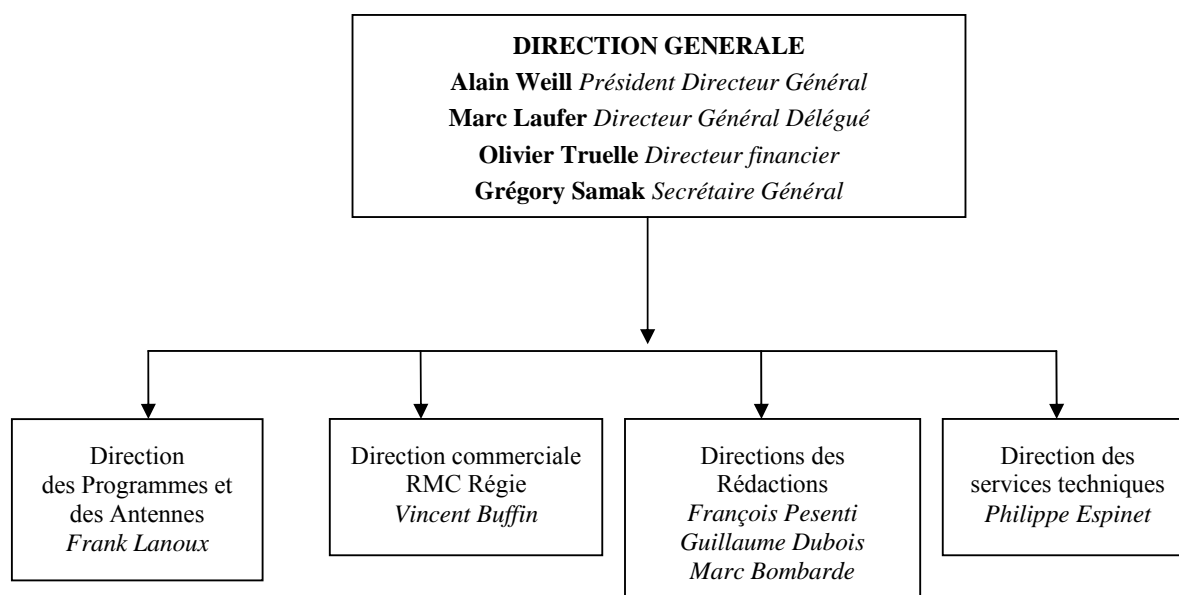 DIRECTION GENERALE
Alain Weill Président Directeur Général
Marc Laufer Directeur Général Délégué
Olivier Truelle Directeur financier
Grégory Samak Secrétaire Général
Direction
des Programmes et
des Antennes
Frank Lanoux
Direction commerciale
RMC Régie
Vincent Buffin
Directions des
Rédactions
François Pesenti
Guillaume Dubois
Marc Bombarde
Direction des
services techniques
Philippe Espinet